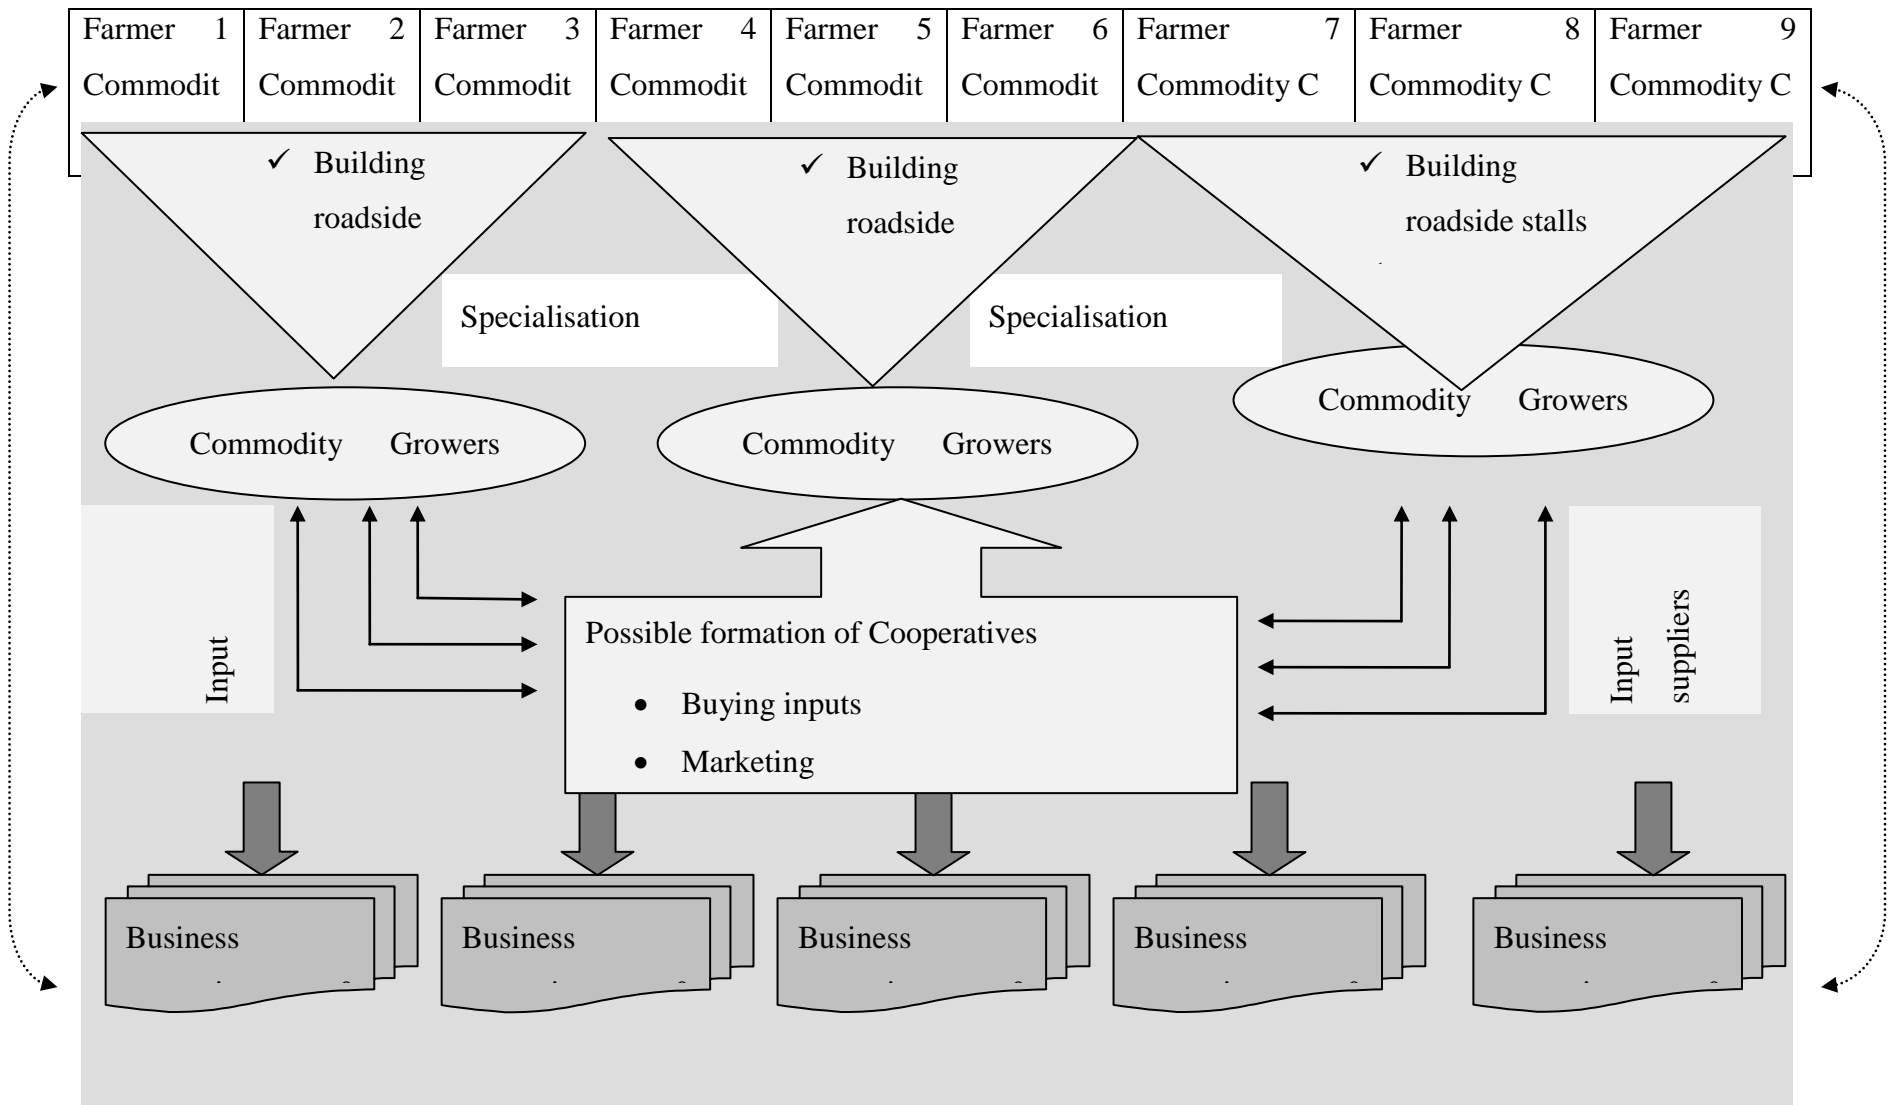 Farmer 1 Farmer 2 Farmer 3 Farmer 4 Farmer 5 Farmer 6 Farmer 7 Farmer 8 Farmer 9
Commodit Commodit Commodit Commodit Commodit Commodit Commodity C Commodity C Commodity C
✓ Building
roadside
✓ Building
roadside
✓ Building
roadside stalls
Specialisation
Specialisation
Commodity Growers
Commodity Growers
Commodity Growers
Input
Possible formation of Cooperatives
• Buying inputs
• Marketing
Input
suppliers
Business
Business
Business
Business
Business